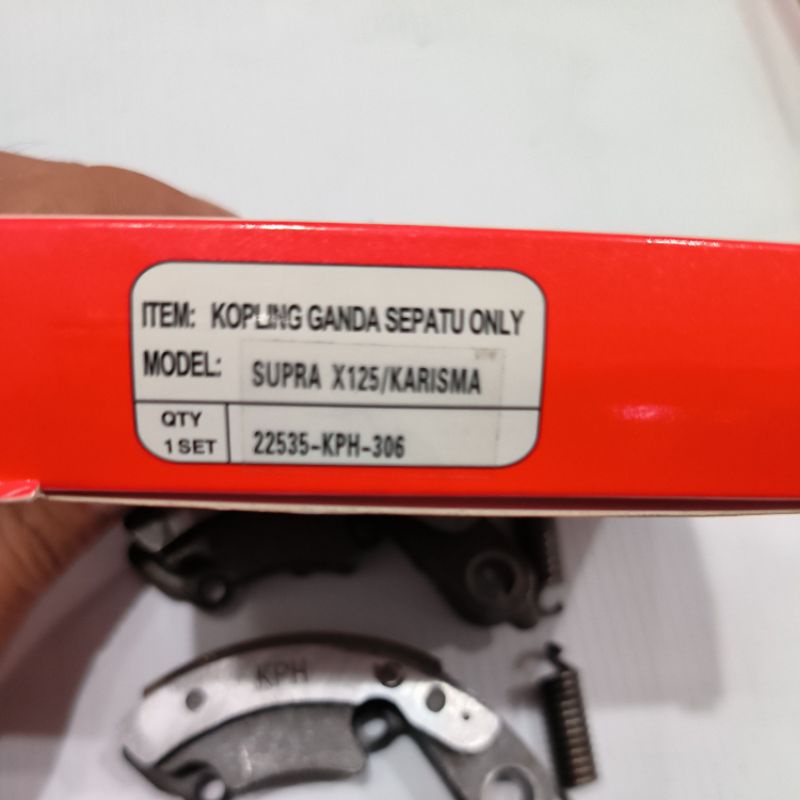 ITEM: KOPLING GANDA SEPATU ONLY
MODEL: SUPRA X125/KARISMA
QTY
1 SET 22535-KPH-306
KPH